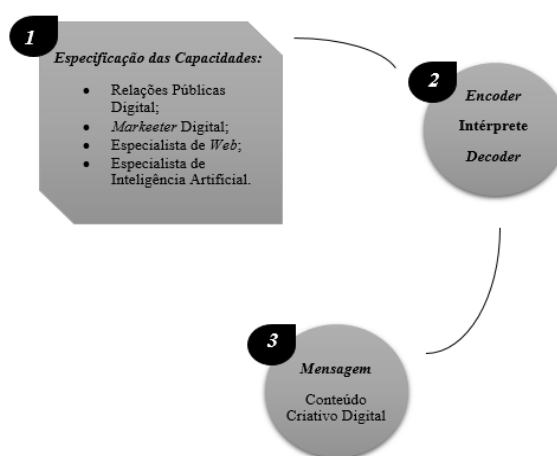 1
Especificação das Capacidades:
• Relações Públicas
Digital;
• Markeeter Digital;
• Especialista de Web;
• Especialista de
Inteligência Artificial.
2
Encoder
Intérprete
Decoder
3
Mensagem
Conteúdo
Criativo Digital